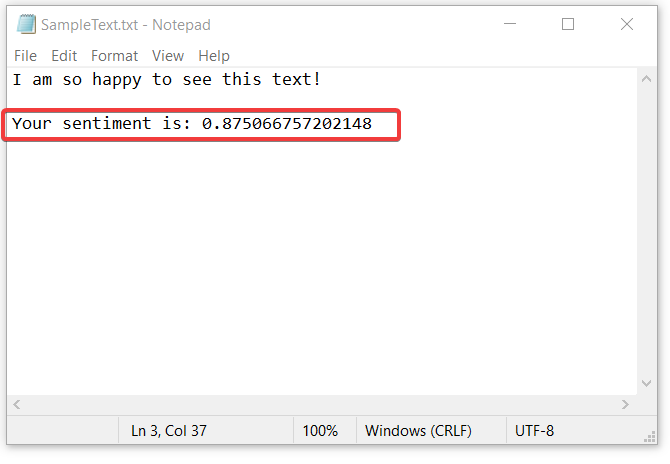 SampleText.txt - Notepad
File Edit Format View Help
I am so happy to see this text!
Your sentiment is: 0.875066757202148
Ln 3, Col 37 100% Windows (CRLF) UTF-8